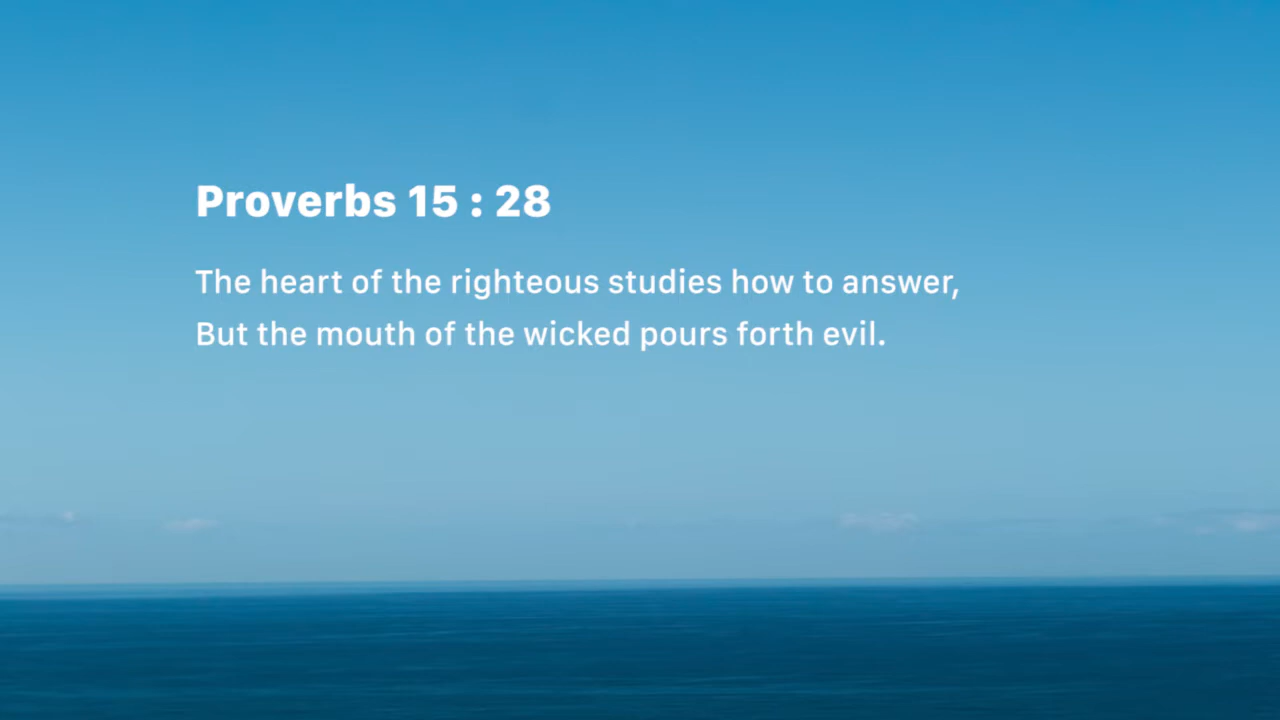 Proverbs 15 : 28
The heart of the righteous studies how to answer,
But the mouth of the wicked pours forth evil.